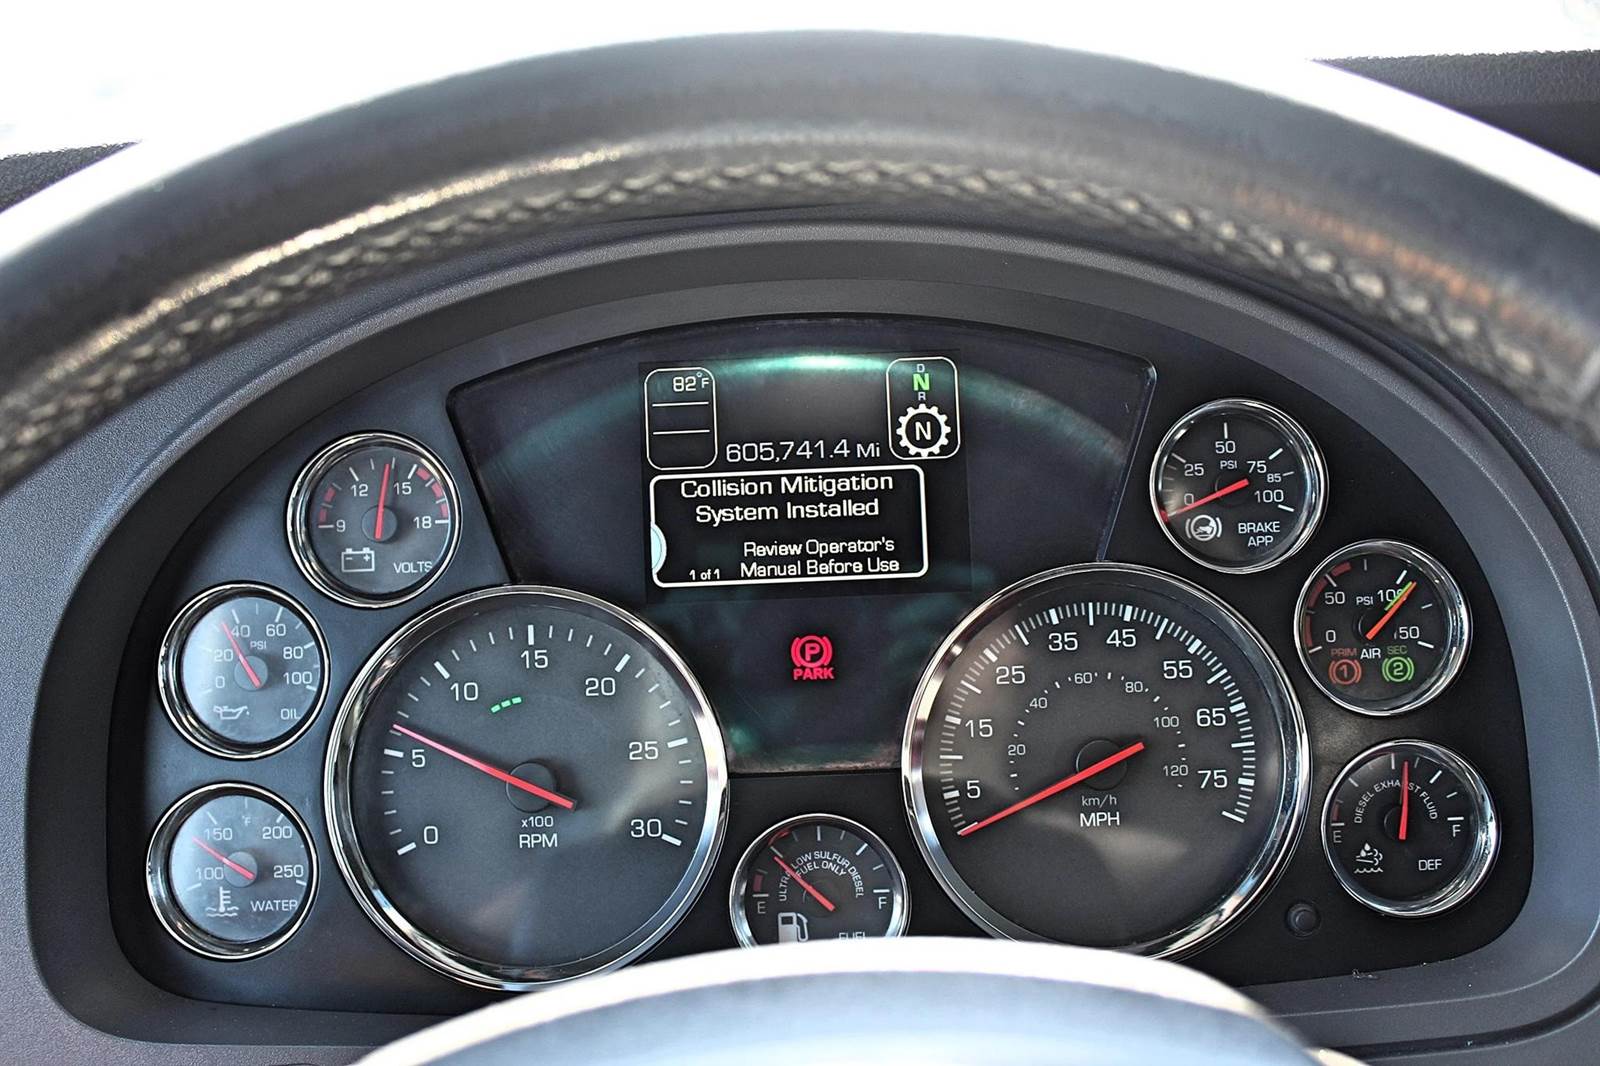 82°F
D
N
R
N
605,741.4 Mi
Collision Mitigation
System Installed
Review Operator's
1 of 1 Manual Before Use
P
PARK
9 12 15 18
VOLTS
0 20 40 60 80 100
PSI
OIL
100 150 200 250
°F
WATER
0 5 10 15 20 25 30
x100
RPM
ULTRA LOW SULFUR DIESEL
FUEL ONLY
E F
FUEL
5 15 25 35 45 55 65 75
20 40 60 80 100 120
km/h
MPH
0 25 50 75 85 100
PSI
BRAKE
APP
0 50 100 150
PSI
PRIM AIR SEC
1 2
DIESEL EXHAUST FLUID
E F
DEF